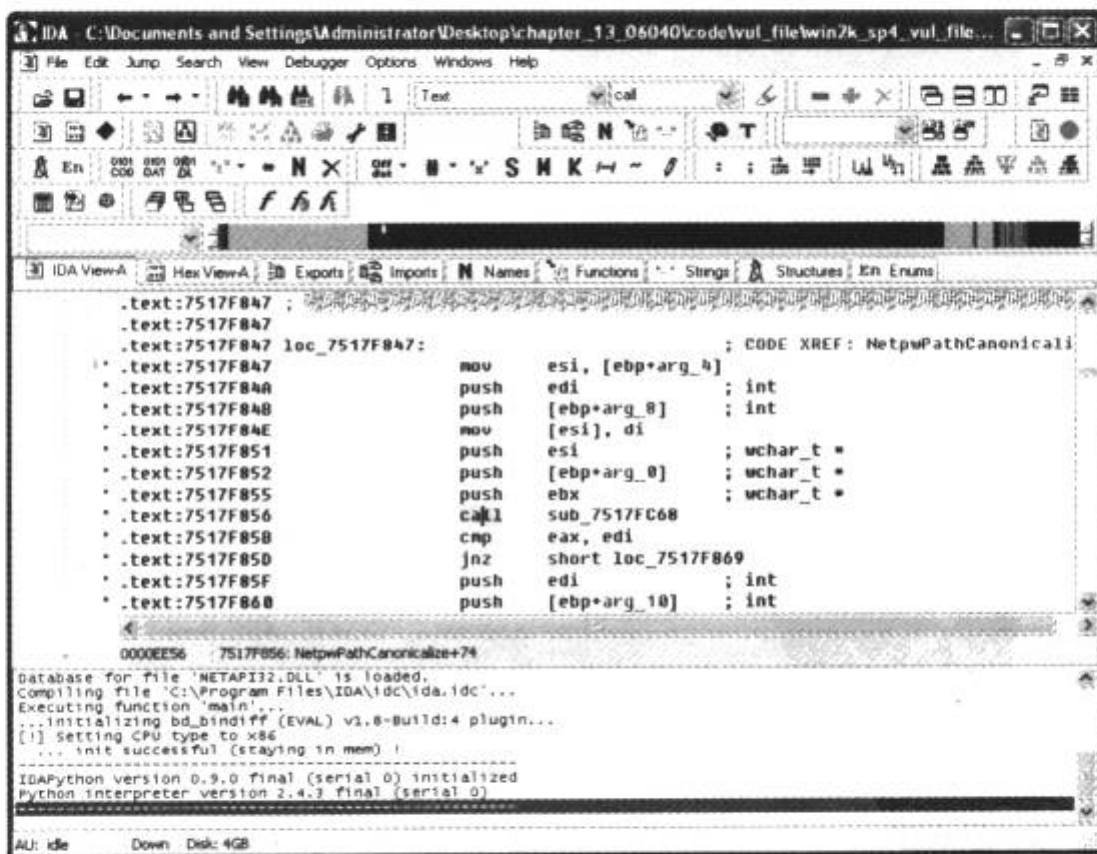 IDA - C:\Documents and Settings\Administrator\Desktop\chapter_13_06040\code\vul_file\win2k_sp4_vul_file...
File Edit Jump Search View Debugger Options Windows Help
Text
call
En
IDA View-A Hex View-A Exports Imports N Names Functions Strings Structures En Enums
.text:7517F847 ;
.text:7517F847
.text:7517F847 loc_7517F847: ; CODE XREF: NetpwPathCanonicali
.text:7517F847 mov esi, [ebp+arg_4]
.text:7517F84A push edi ; int
.text:7517F84B push [ebp+arg_8] ; int
.text:7517F84E mov [esi], di
.text:7517F851 push esi ; wchar_t *
.text:7517F852 push [ebp+arg_0] ; wchar_t *
.text:7517F855 push ebx ; wchar_t *
.text:7517F856 call sub_7517FC68
.text:7517F85B cmp eax, edi
.text:7517F85D jnz short loc_7517F869
.text:7517F85F push edi ; int
.text:7517F860 push [ebp+arg_10] ; int
0000EE56 7517F856: NetpwPathCanonicalize+74
Database for file 'NETAPI32.DLL' is loaded.
Compiling file 'C:\Program Files\IDA\idc\ida.idc'...
Executing function 'main'...
...initializing bd_bindiff (EVAL) v1.8-Build:4 plugin...
[!] Setting CPU type to x86
... init successful (staying in mem) !
IDAPython version 0.9.0 final (serial 0) initialized
Python interpreter version 2.4.3 final (serial 0)
AU: idle Down Disk: 4GB